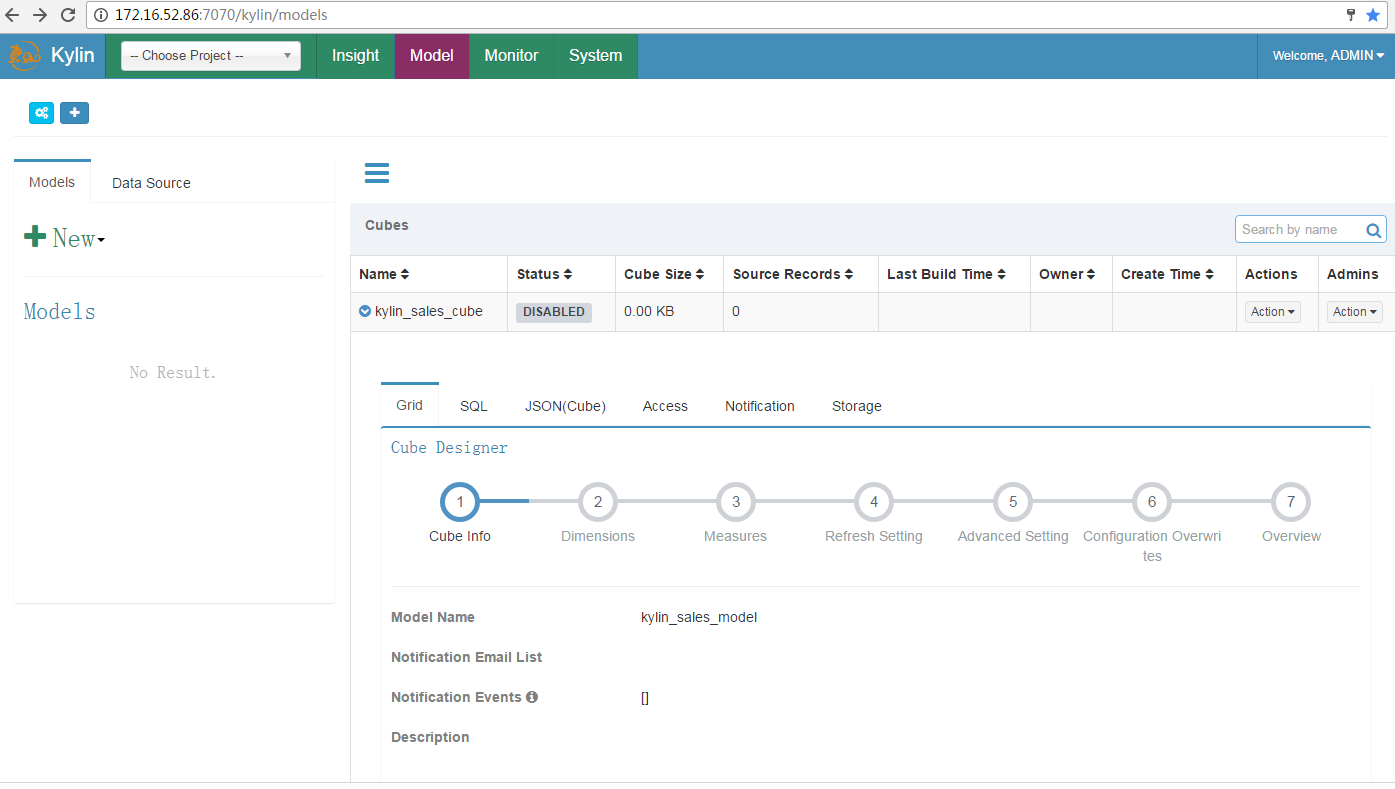 172.16.52.86:7070/kylin/models
Kylin
-- Choose Project --
Insight
Model
Monitor
System
Welcome, ADMIN
Models
Data Source
New
Models
No Result.
Cubes
Search by name
Name Status Cube Size Source Records Last Build Time Owner Create Time Actions Admins
kylin_sales_cube DISABLED 0.00 KB 0 Action Action
Grid SQL JSON(Cube) Access Notification Storage
Cube Designer
1 2 3 4 5 6 7
Cube Info Dimensions Measures Refresh Setting Advanced Setting Configuration Overwri Overview
tes
Model Name kylin_sales_model
Notification Email List
Notification Events []
Description